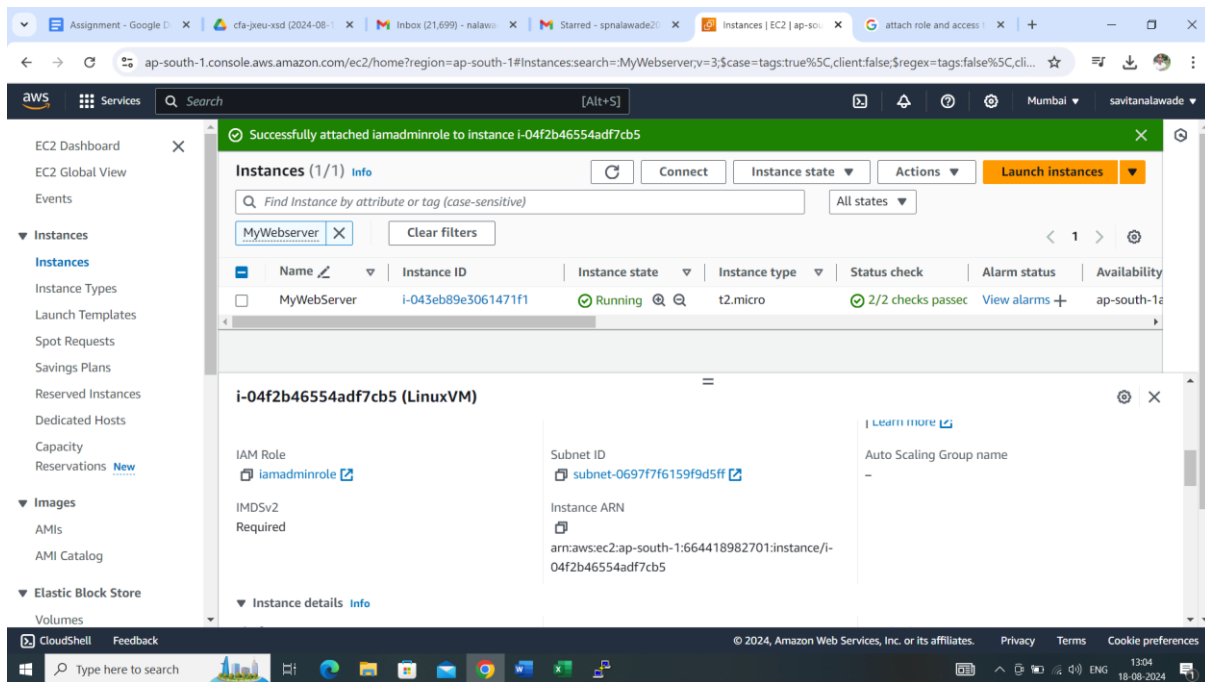 Assignment - Google D
cfa-jxeu-xsd (2024-08-1
Inbox (21,699) - nalawa
Starred - spnalawade20
Instances | EC2 | ap-sou
attach role and access
ap-south-1.console.aws.amazon.com/ec2/home?region=ap-south-1#Instances:search=:MyWebserver;v=3;$case=tags:true%5C,client:false;$regex=tags:false%5C,cli...
aws Services Search [Alt+S] Mumbai savitanalawade
Successfully attached iamadminrole to instance i-04f2b46554adf7cb5
EC2 Dashboard
EC2 Global View
Events
Instances
Instances
Instance Types
Launch Templates
Spot Requests
Savings Plans
Reserved Instances
Dedicated Hosts
Capacity
Reservations New
Images
AMIs
AMI Catalog
Elastic Block Store
Volumes
Instances (1/1) Info Connect Instance state Actions Launch instances
Find Instance by attribute or tag (case-sensitive) All states
MyWebserver Clear filters 1
Name Instance ID Instance state Instance type Status check Alarm status Availability
MyWebServer i-043eb89e3061471f1 Running t2.micro 2/2 checks passec View alarms + ap-south-1a
i-04f2b46554adf7cb5 (LinuxVM)
| Learn more
IAM Role Subnet ID Auto Scaling Group name
iamadminrole subnet-0697f7f6159f9d5ff –
IMDSv2 Instance ARN
Required
arn:aws:ec2:ap-south-1:664418982701:instance/i-
04f2b46554adf7cb5
Instance details Info
CloudShell Feedback © 2024, Amazon Web Services, Inc. or its affiliates. Privacy Terms Cookie preferences
Type here to search ENG 13:04
18-08-2024